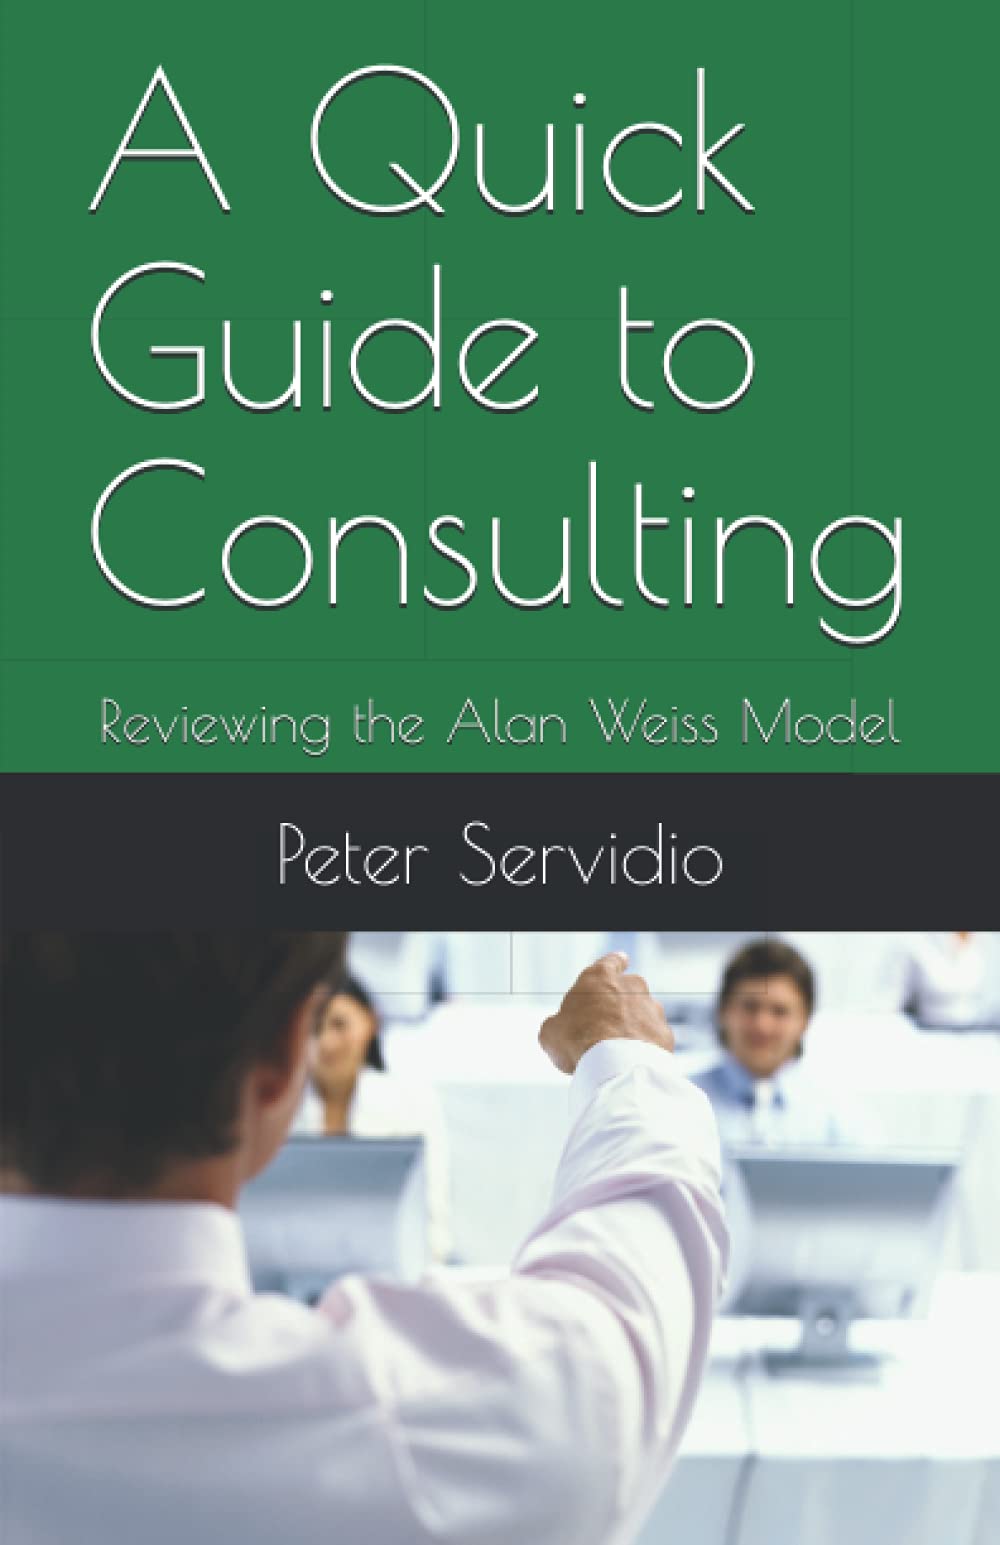 A Quick
Guide to
Consulting
Reviewing the Alan Weiss Model
Peter Servidio